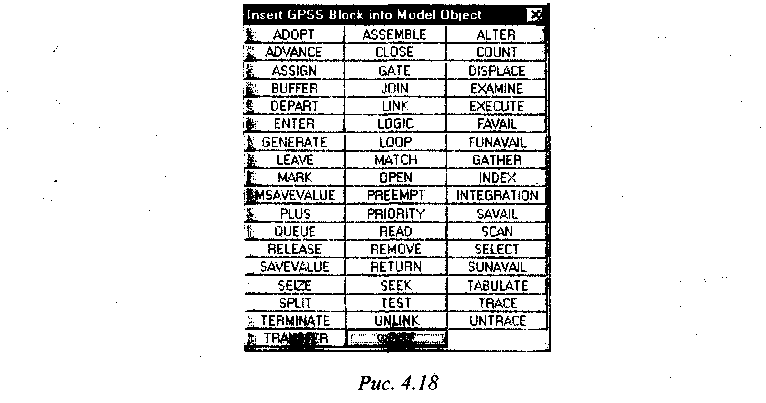 Insert GPSS Block into Model Object
ADOPT ASSEMBLE ALTER
ADVANCE CLOSE COUNT
ASSIGN GATE DISPLACE
BUFFER JOIN EXAMINE
DEPART LINK EXECUTE
ENTER LOGIC FAVAIL
GENERATE LOOP FUNAVAIL
LEAVE MATCH GATHER
MARK OPEN INDEX
MSAVEVALUE PREEMPT INTEGRATION
PLUS PRIORITY SAVAIL
QUEUE READ SCAN
RELEASE REMOVE SELECT
SAVEVALUE RETURN SUNAVAIL
SEIZE SEEK TABULATE
SPLIT TEST TRACE
TERMINATE UNLINK UNTRACE
TRANSFER
Рис. 4.18